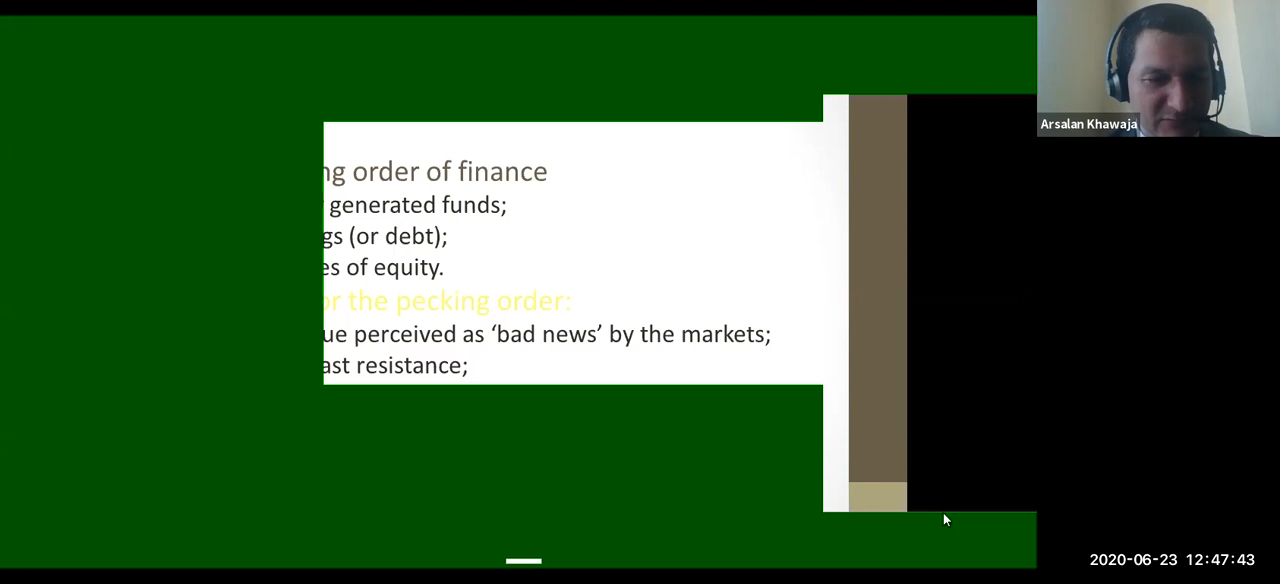 ng order of finance
generated funds;
gs (or debt);
es of equity.
or the pecking order:
ue perceived as ‘bad news’ by the markets;
ast resistance;
Arsalan Khawaja
2020-06-23 12:47:43